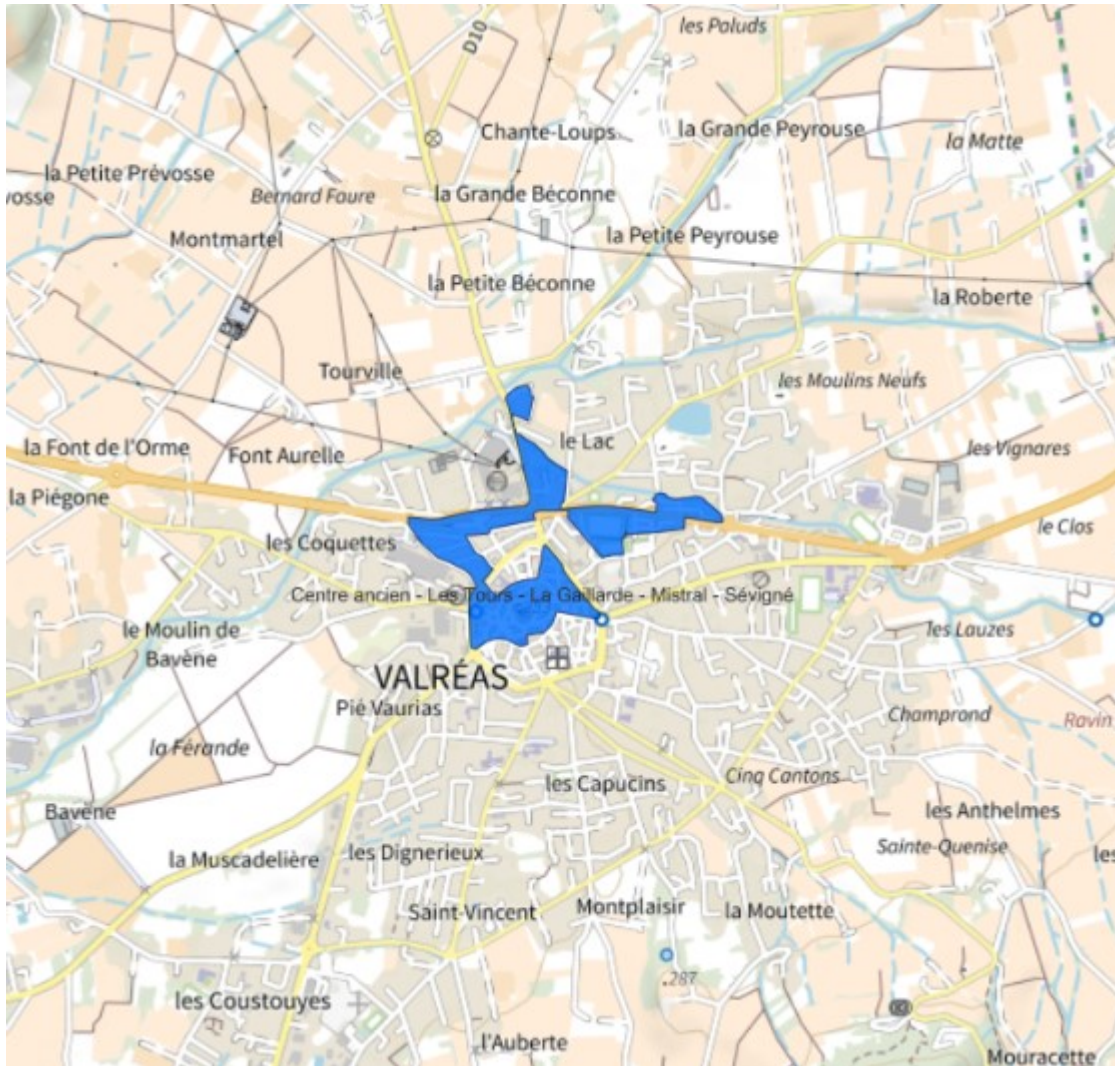 les Paluds
D10
Chante-Loups
la Grande Peyrouse
la Matte
la Petite Prévosse
vosse
Bernard Faure
la Grande Béconne
Montmartel
la Petite Peyrouse
la Petite Béconne
la Roberte
Tourville
les Moulins Neufs
la Font de l'Orme
Font Aurelle
le Lac
les Vignares
la Piégone
le Clos
les Coquettes
Centre ancien - Les Tours - La Gaillarde - Mistral - Sévigné
le Moulin de
Bavène
les Lauzes
VALRÉAS
Pié Vaurias
Champrond
Ravin
la Férande
Cinq Cantons
les Capucins
Bavène
les Anthelmes
la Muscadelière
les Dignerieux
Sainte-Quenise
les
Saint-Vincent
Montplaisir
la Moutette
.287
les Coustouyes
l'Auberte
Mouracette